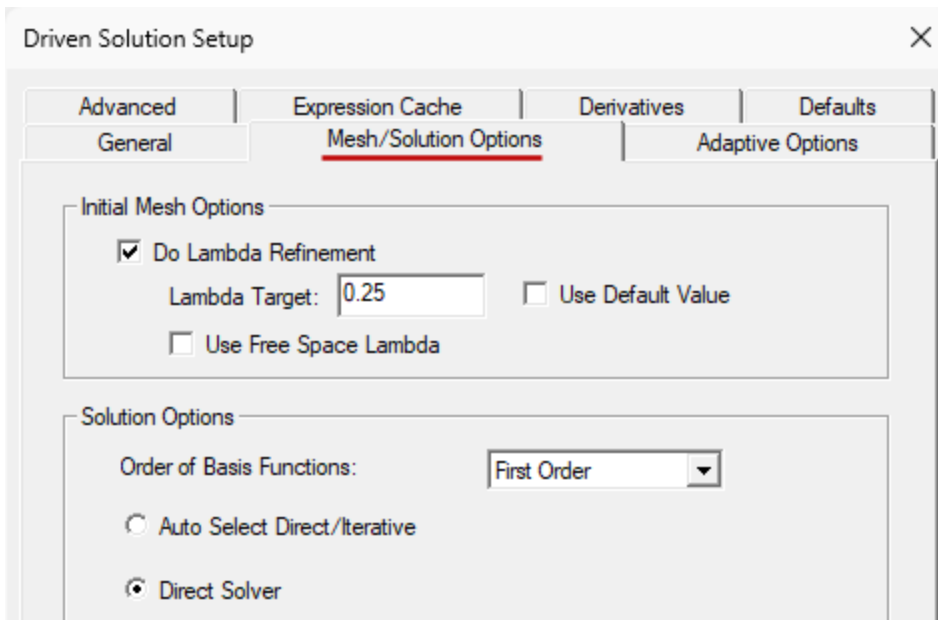 Driven Solution Setup
Advanced Expression Cache Derivatives Defaults
General Mesh/Solution Options Adaptive Options
Initial Mesh Options
Do Lambda Refinement
Lambda Target: 0.25 Use Default Value
Use Free Space Lambda
Solution Options
Order of Basis Functions: First Order
Auto Select Direct/Iterative
Direct Solver